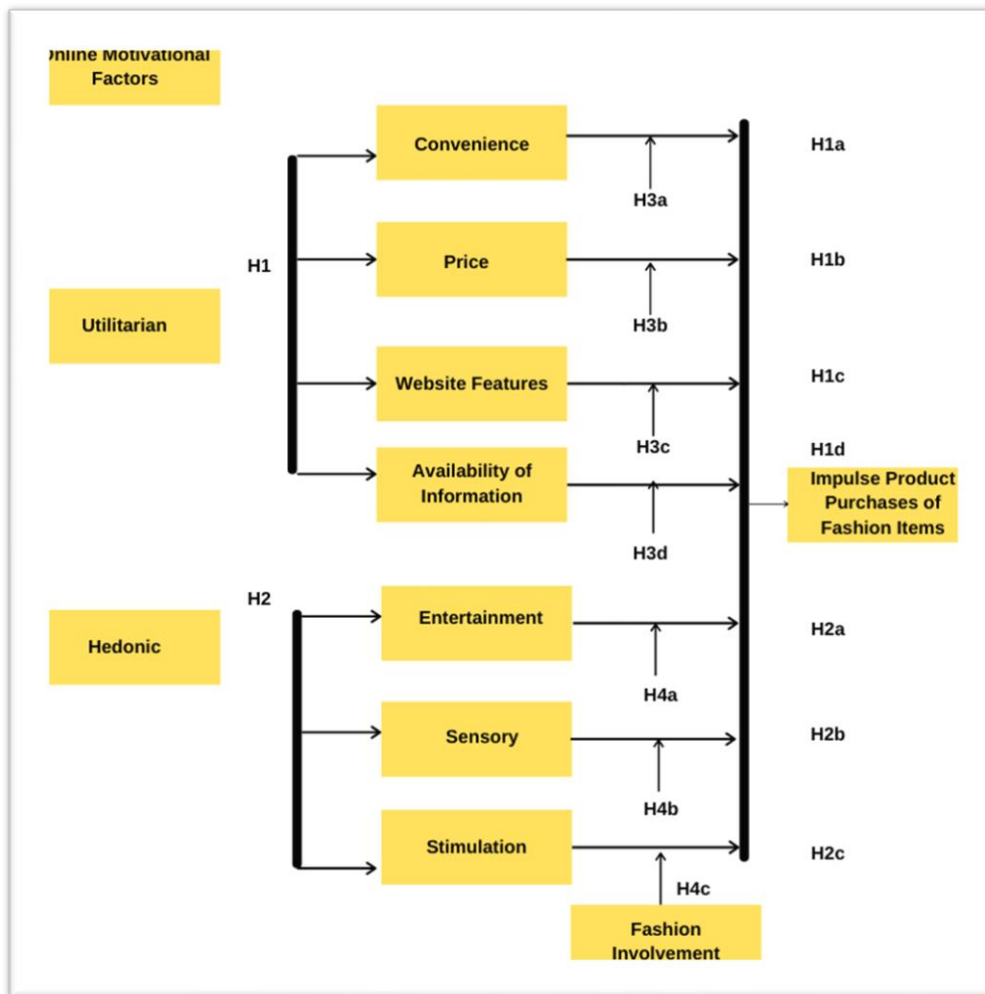 Online Motivational
Factors
Convenience
H1a
H3a
H1
Price
H1b
H3b
Utilitarian
Website Features
H1c
H3c
H1d
Availability of
Information
Impulse Product
Purchases of
Fashion Items
H3d
H2
Entertainment
H2a
Hedonic
H4a
Sensory
H2b
H4b
Stimulation
H2c
H4c
Fashion
Involvement